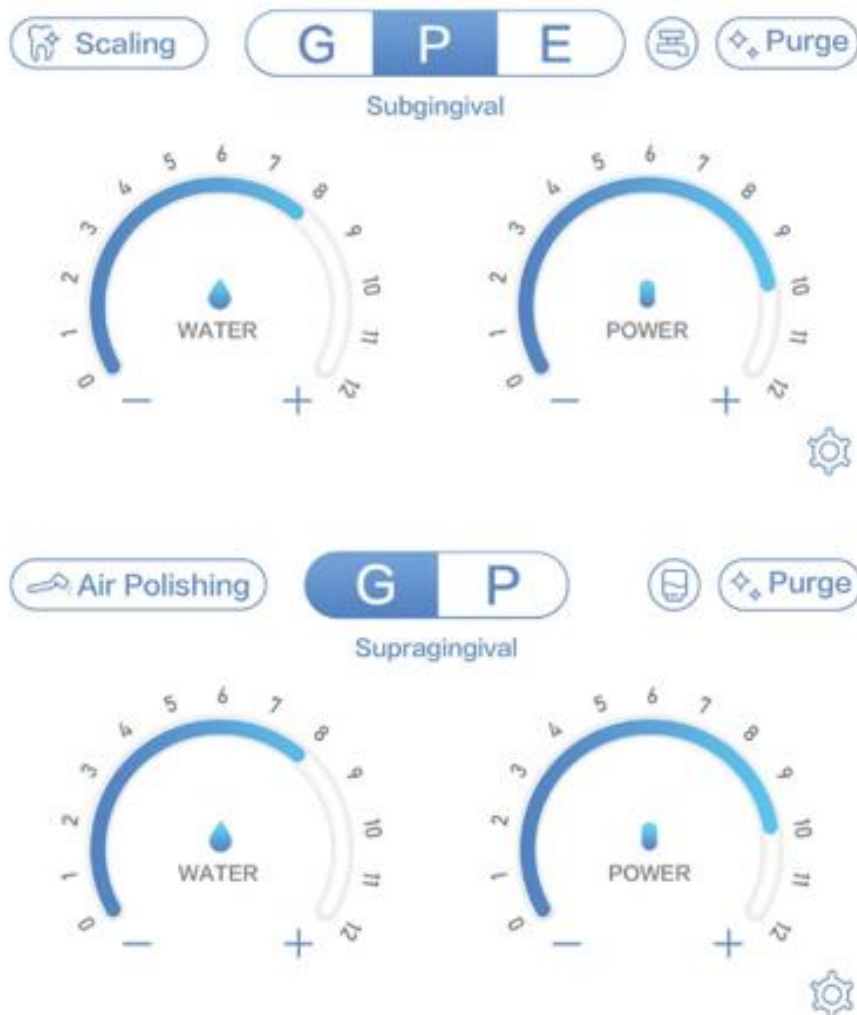 Scaling G P E Purge
Subgingival
0 1 2 3 4 5 6 7 8 9 10 11 12
WATER
− +
0 1 2 3 4 5 6 7 8 9 10 11 12
POWER
− +
Air Polishing G P Purge
Supragingival
0 1 2 3 4 5 6 7 8 9 10 11 12
WATER
− +
0 1 2 3 4 5 6 7 8 9 10 11 12
POWER
− +